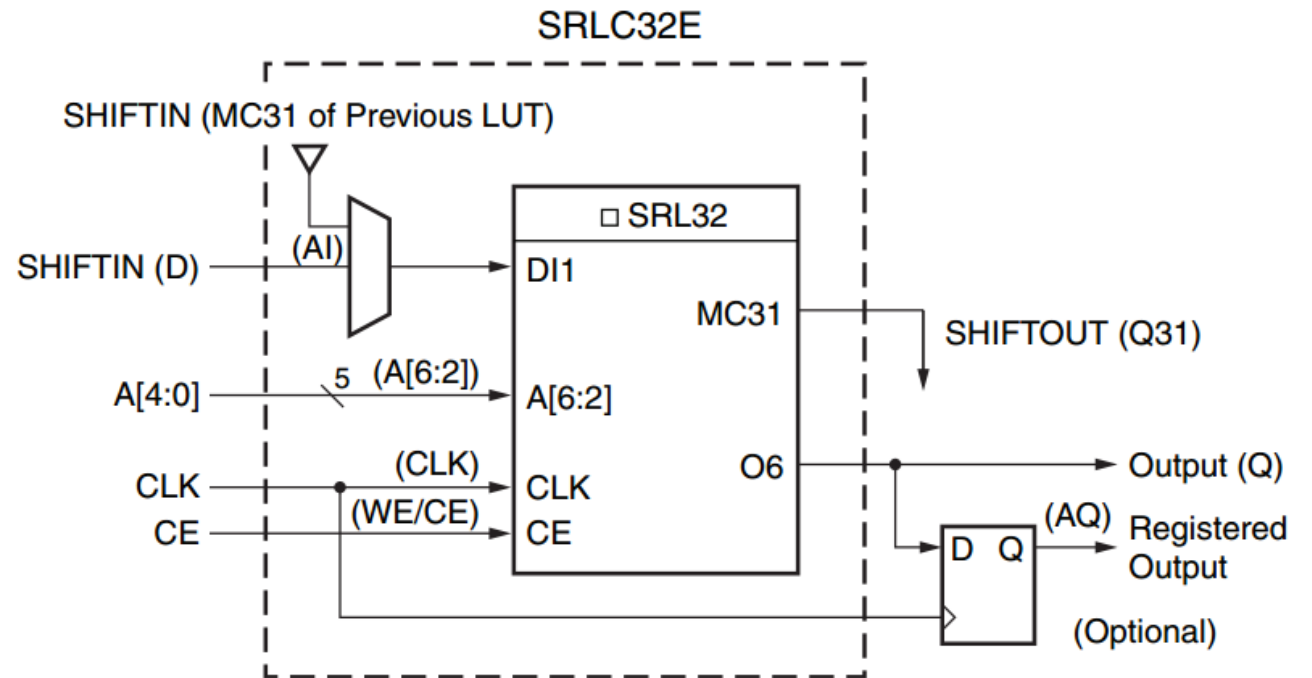 SRLC32E
SHIFTIN (MC31 of Previous LUT)
SRL32
(AI)
SHIFTIN (D)
DI1
MC31
SHIFTOUT (Q31)
5
(A[6:2])
A[4:0]
A[6:2]
(CLK)
O6
Output (Q)
CLK
CLK
(WE/CE)
(AQ)
Registered
Output
CE
CE
D
Q
(Optional)